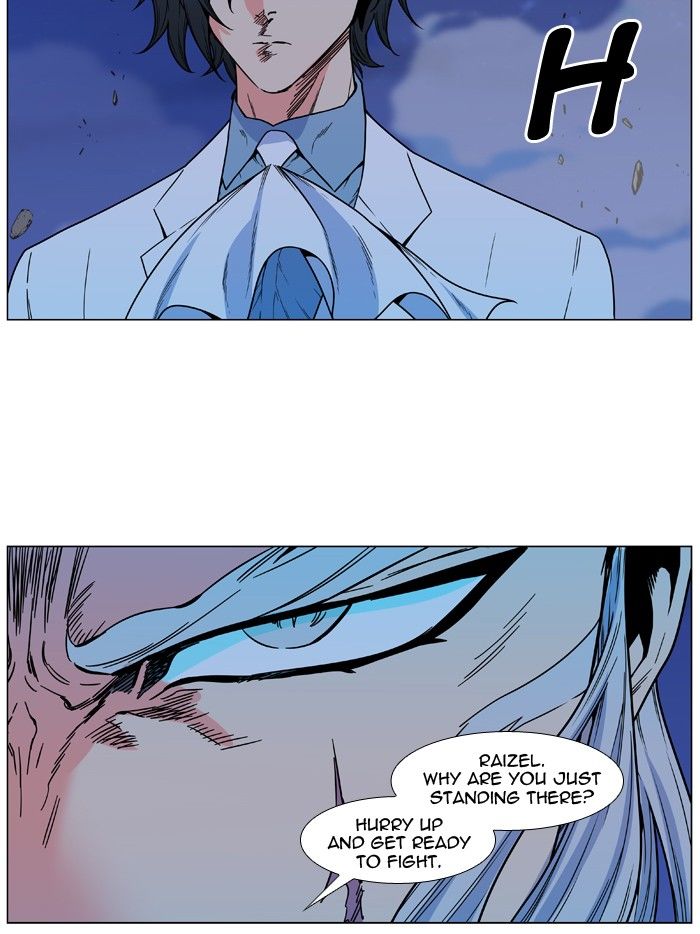 H
RAIZEL.
WHY ARE YOU JUST
STANDING THERE?
HURRY UP
AND GET READY
TO FIGHT.